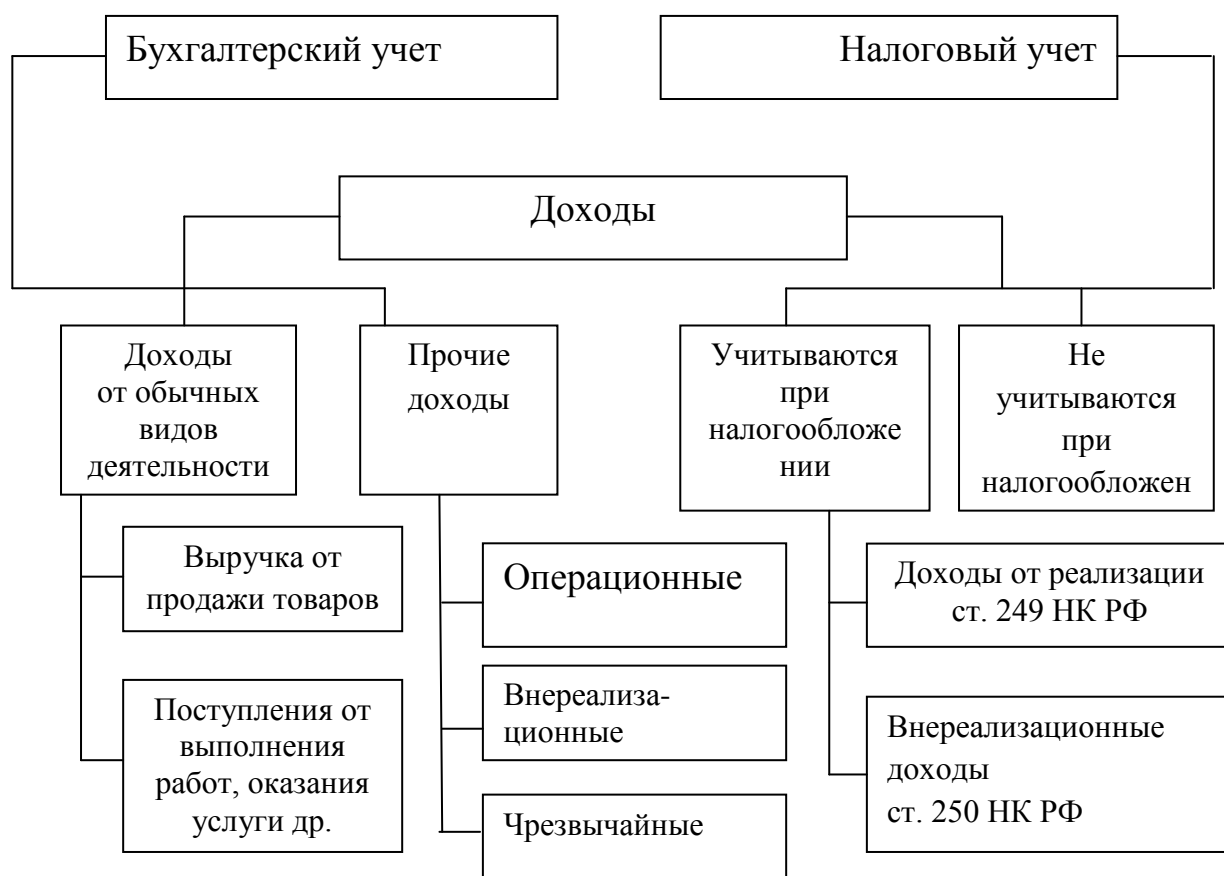 Бухгалтерский учет
Налоговый учет
Доходы
Доходы
от обычных
видов
деятельности
Прочие
доходы
Учитываются
при
налогообложе
нии
Не
учитываются
при
налогообложен
Выручка от
продажи товаров
Поступления от
выполнения
работ, оказания
услуги др.
Операционные
Внереализа-
ционные
Чрезвычайные
Доходы от реализации
ст. 249 НК РФ
Внереализационные
доходы
ст. 250 НК РФ